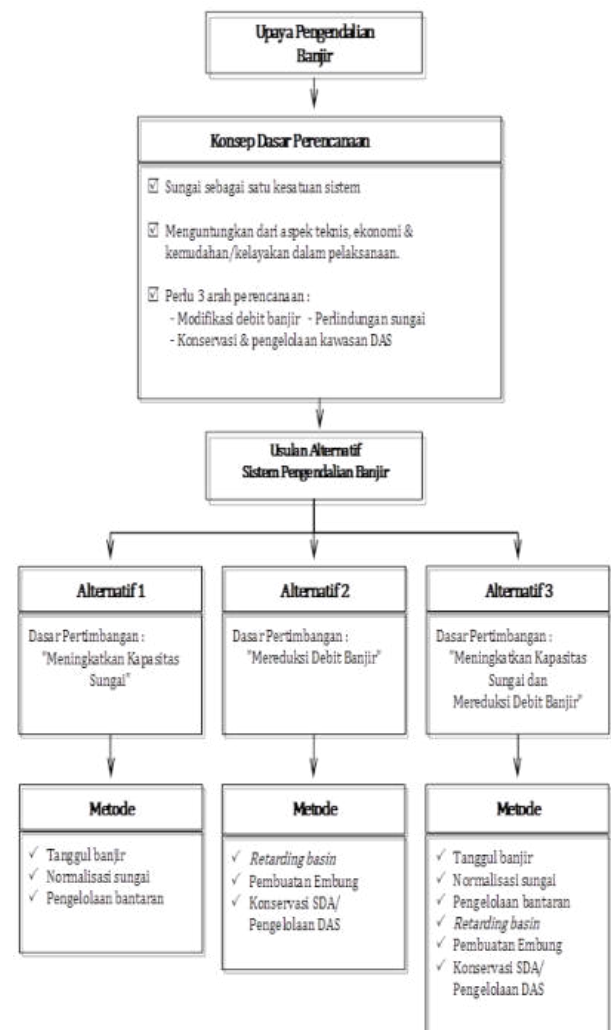 Upaya Pengendalian
Banjir
Konsep Dasar Perencanaan
☑ Sungai sebagai satu kesatuan sistem
☑ Menguntungkan dari aspek teknis, ekonomi &
kemudahan/kelayakan dalam pelaksanaan.
☑ Perlu 3 arah perencanaan :
- Modifikasi debit banjir - Perlindungan sungai
- Konservasi & pengelolaan kawasan DAS
Usulan Alternatif
Sistem Pengendalian Banjir
Alternatif 1
Dasar Pertimbangan :
"Meningkatkan Kapasitas
Sungai"
Metode
✓ Tanggul banjir
✓ Normalisasi sungai
✓ Pengelolaan bantaran
Alternatif 2
Dasar Pertimbangan :
"Mereduksi Debit Banjir"
Metode
✓ Retarding basin
✓ Pembuatan Embung
✓ Konservasi SDA/
Pengelolaan DAS
Alternatif 3
Dasar Pertimbangan :
"Meningkatkan Kapasitas
Sungai dan
Mereduksi Debit Banjir"
Metode
✓ Tanggul banjir
✓ Normalisasi sungai
✓ Pengelolaan bantaran
✓ Retarding basin
✓ Pembuatan Embung
✓ Konservasi SDA/
Pengelolaan DAS